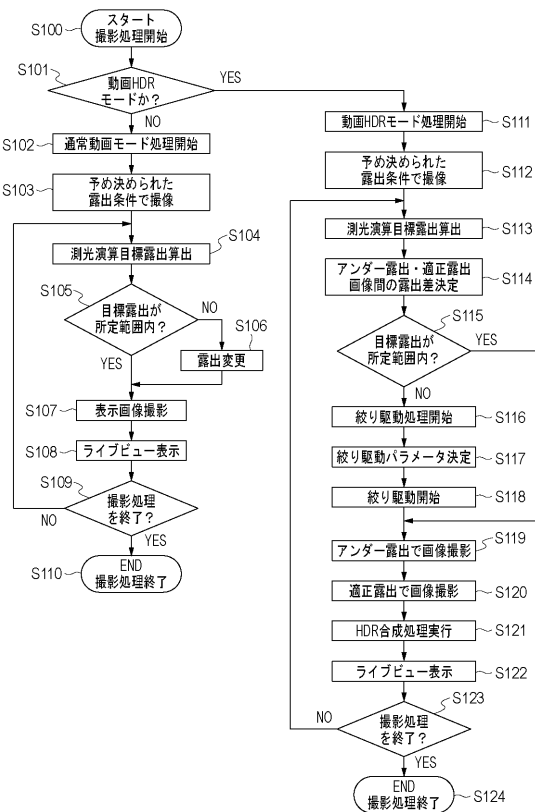 S100
スタート
撮影処理開始
S101
動画HDR
モードか?
YES
NO
S102
通常動画モード処理開始
S103
予め決められた
露出条件で撮像
S104
測光演算目標露出算出
S105
目標露出が
所定範囲内?
NO
S106
露出変更
YES
S107
表示画像撮影
S108
ライブビュー表示
S109
撮影処理
を終了?
NO
YES
S110
END
撮影処理終了
動画HDRモード処理開始
S111
予め決められた
露出条件で撮像
S112
測光演算目標露出算出
S113
アンダー露出・適正露出
画像間の露出差決定
S114
S115
目標露出が
所定範囲内?
YES
NO
絞り駆動処理開始
S116
絞り駆動パラメータ決定
S117
絞り駆動開始
S118
アンダー露出で画像撮影
S119
適正露出で画像撮影
S120
HDR合成処理実行
S121
ライブビュー表示
S122
S123
撮影処理
を終了?
NO
YES
END
撮影処理終了
S124